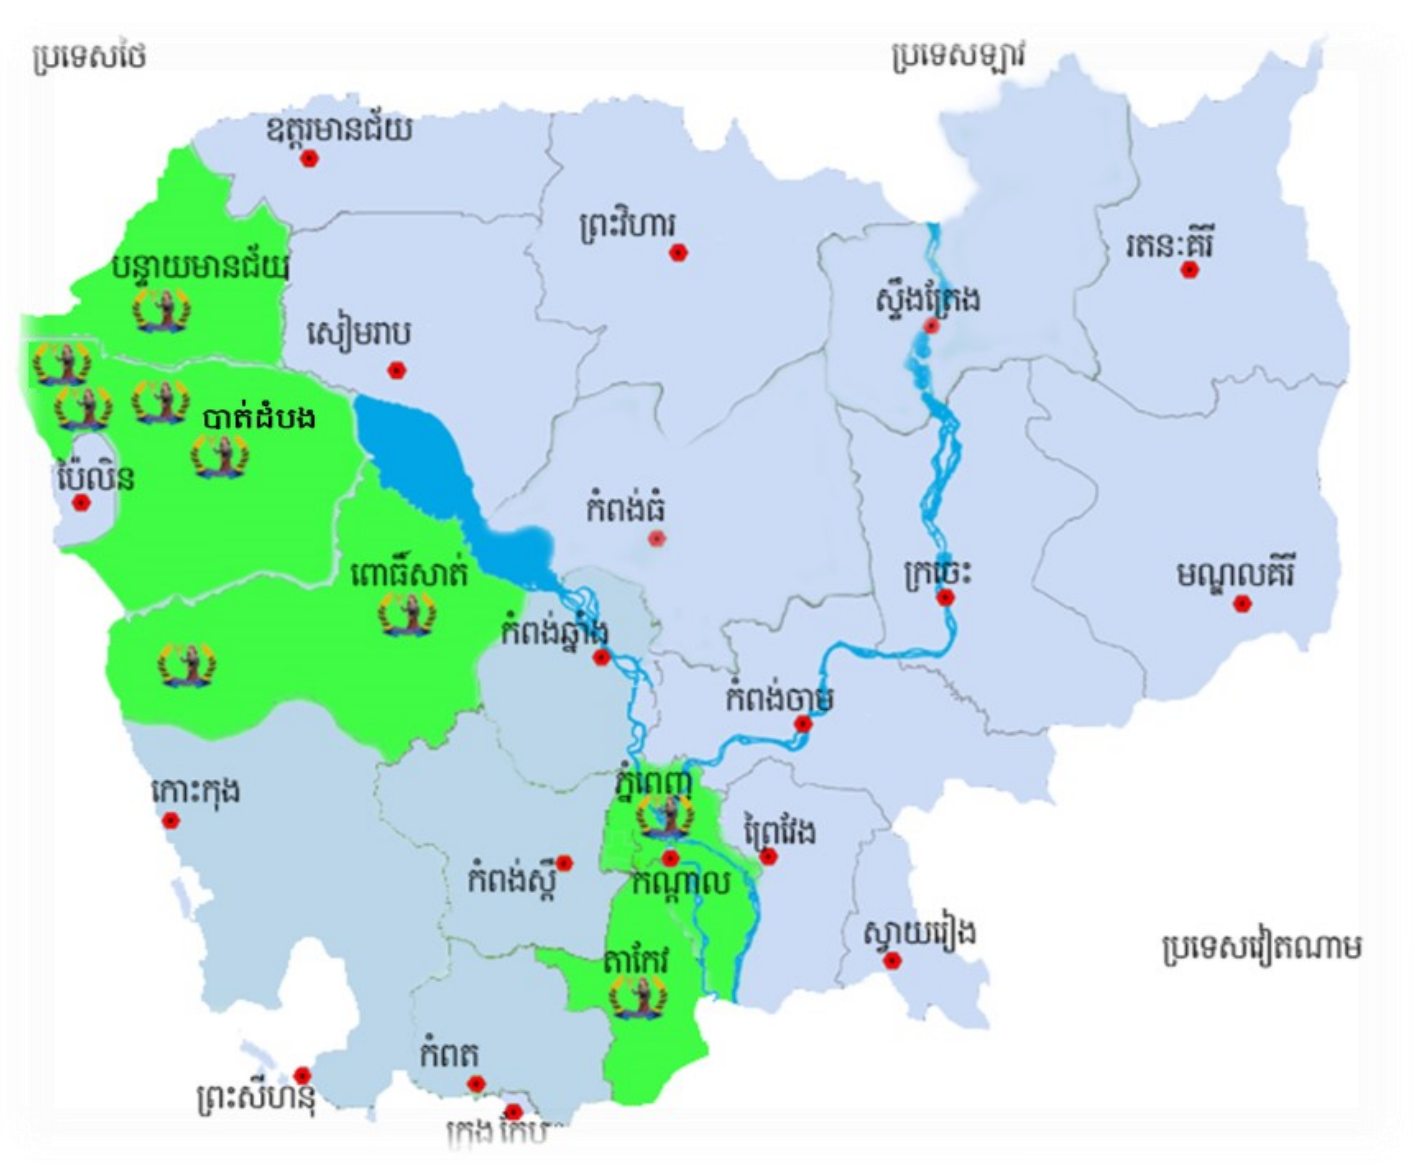 ប្រទេសថៃ
ប្រទេសឡាវ
ឧត្តរមានជ័យ
ព្រះវិហារ
រតនៈគិរី
បន្ទាយមានជ័យ
ស្ទឹងត្រែង
សៀមរាប
បាត់ដំបង
ប៉ៃលិន
កំពង់ធំ
ពោធិ៍សាត់
ក្រចេះ
មណ្ឌលគិរី
កំពង់ឆ្នាំង
កំពង់ចាម
ភ្នំពេញ
កោះកុង
ព្រៃវែង
កំពង់ស្ពឺ
កណ្តាល
ស្វាយរៀង
ប្រទេសវៀតណាម
តាកែវ
កំពត
ព្រះសីហនុ
ក្រុង កែប